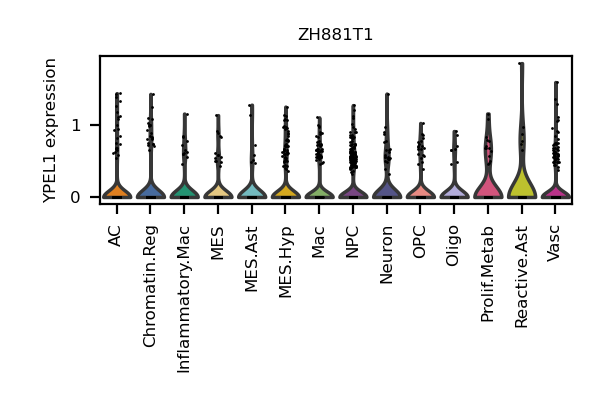 ZH881T1
YPEL1 expression
1
0
AC
Chromatin.Reg
Inflammatory.Mac
MES
MES.Ast
MES.Hyp
Mac
NPC
Neuron
OPC
Oligo
Prolif.Metab
Reactive.Ast
Vasc